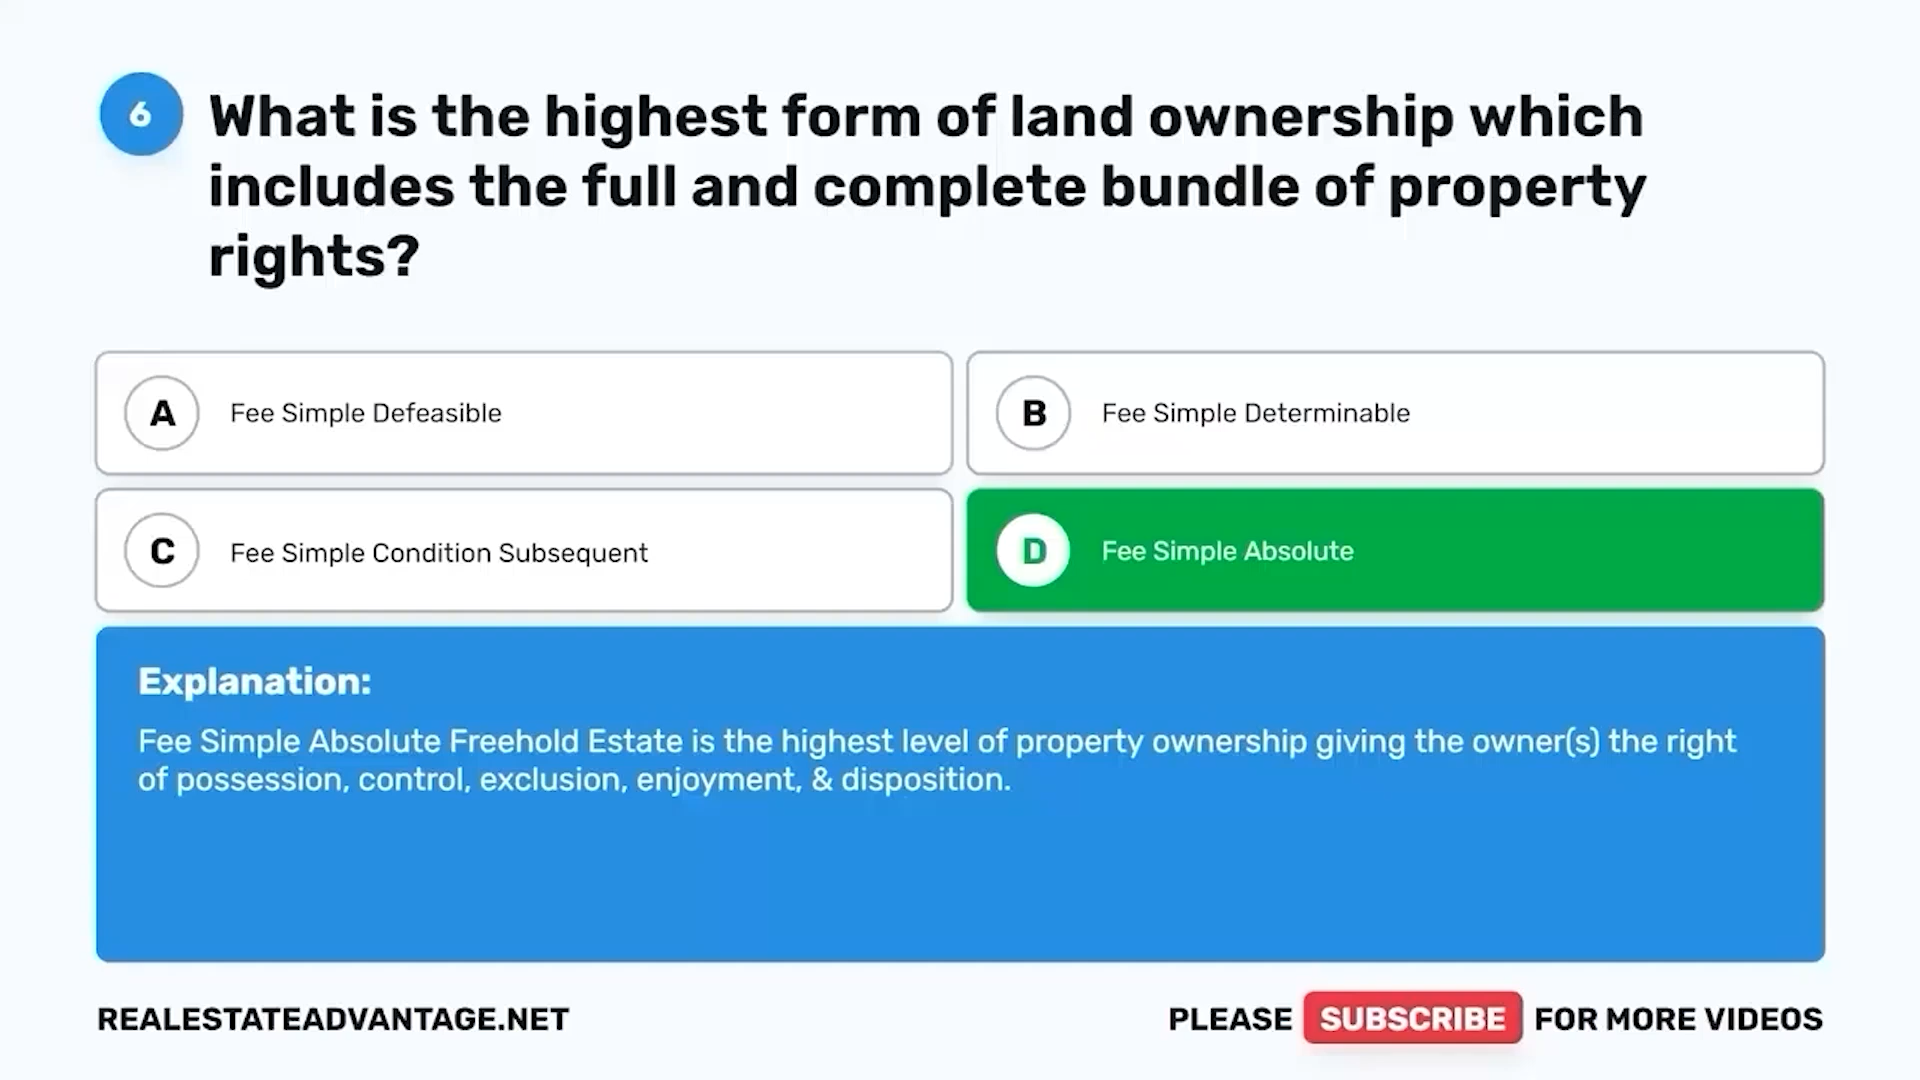 6
What is the highest form of land ownership which
includes the full and complete bundle of property
rights?
A Fee Simple Defeasible
B Fee Simple Determinable
C Fee Simple Condition Subsequent
D Fee Simple Absolute
Explanation:
Fee Simple Absolute Freehold Estate is the highest level of property ownership giving the owner(s) the right
of possession, control, exclusion, enjoyment, & disposition.
REALESTATEADVANTAGE.NET
PLEASE SUBSCRIBE FOR MORE VIDEOS